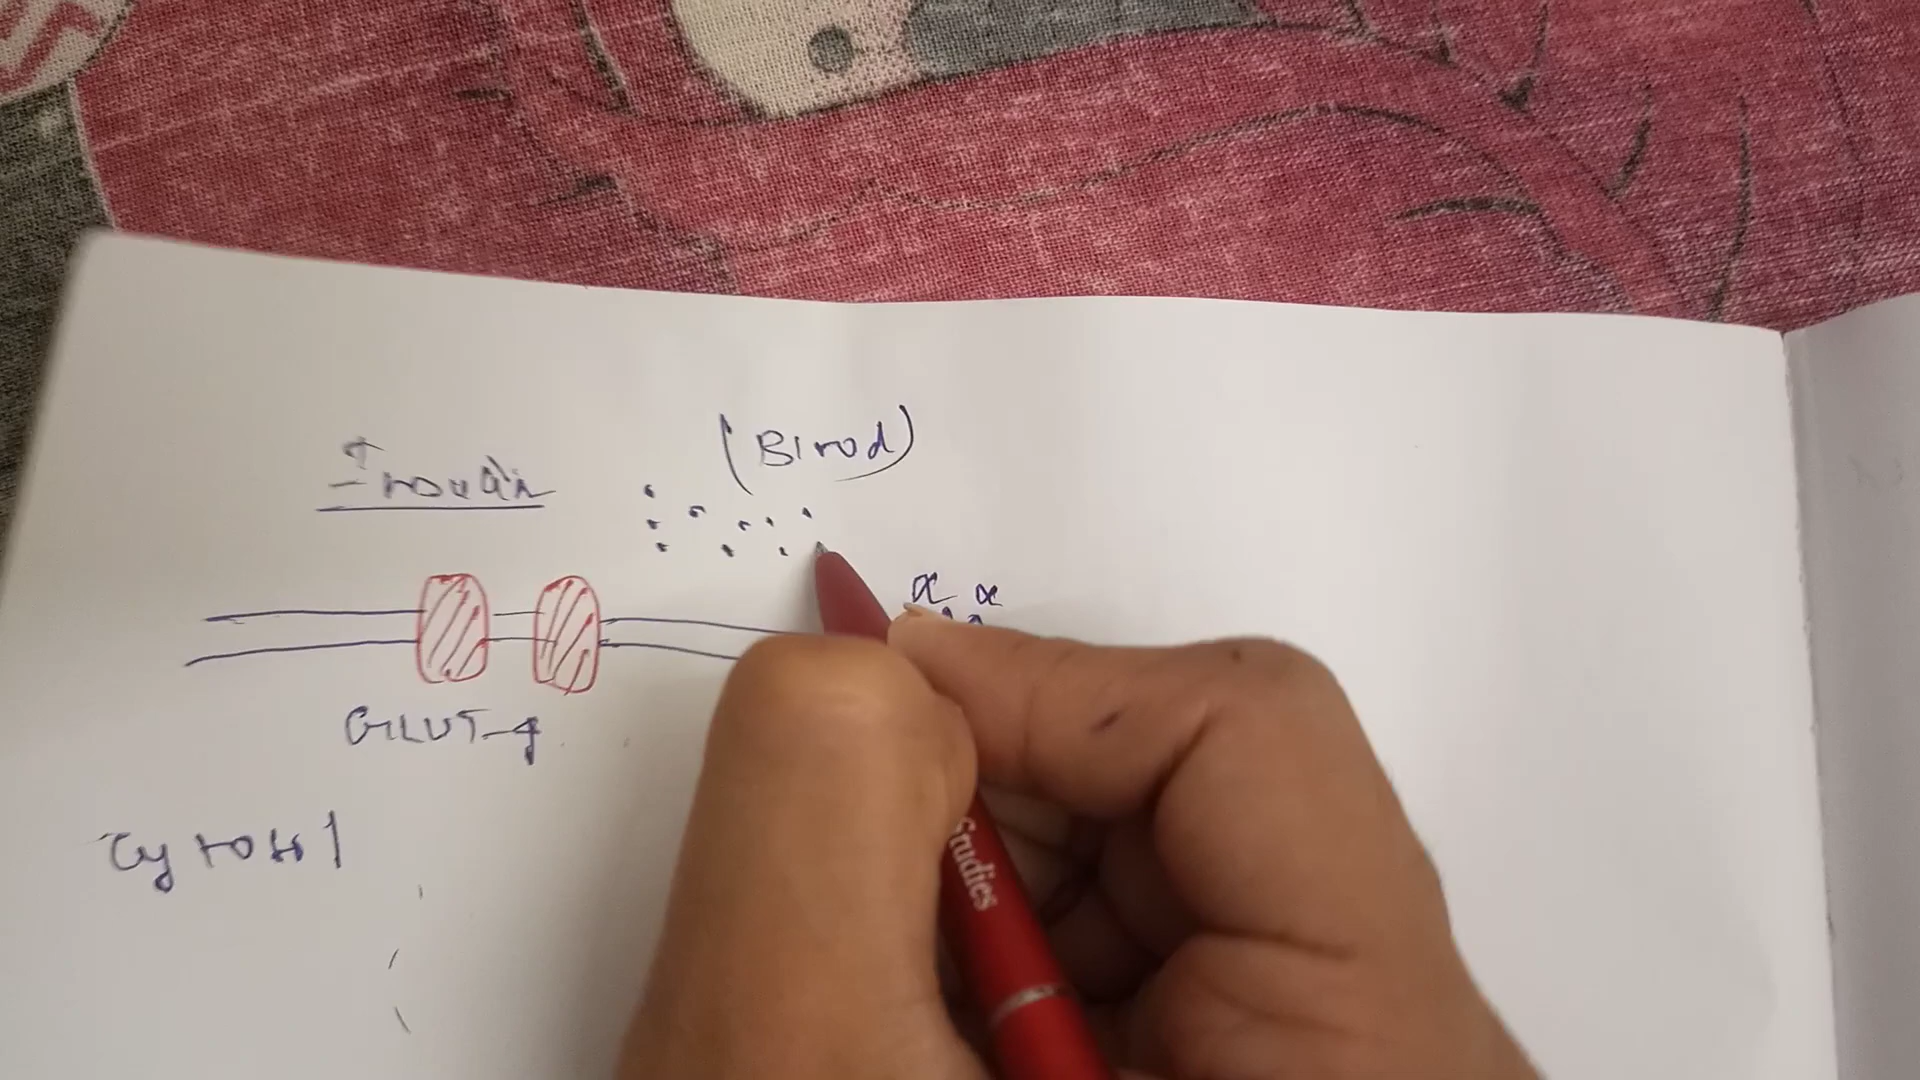 (Blood)
↑ Insulin
α α
GLUT-4
Cytosol
Studies